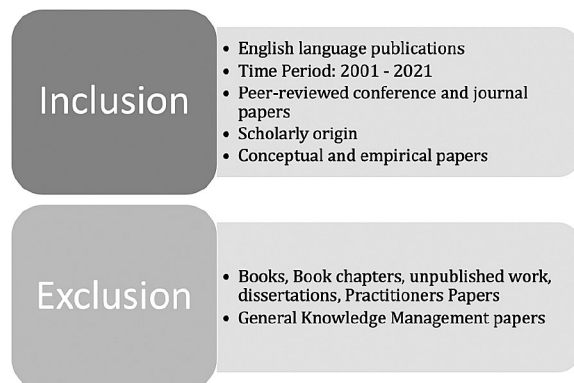 Inclusion
• English language publications
• Time Period: 2001 - 2021
• Peer-reviewed conference and journal
papers
• Scholarly origin
• Conceptual and empirical papers
Exclusion
• Books, Book chapters, unpublished work,
dissertations, Practitioners Papers
• General Knowledge Management papers